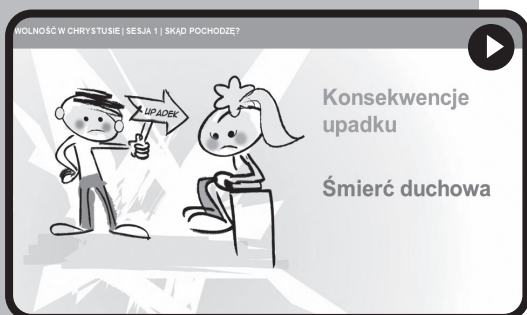 WOLNOŚĆ W CHRYSTUSIE | SESJA 1 | SKĄD POCHODZĘ?
UPADEK
Konsekwencje
upadku
Śmierć duchowa